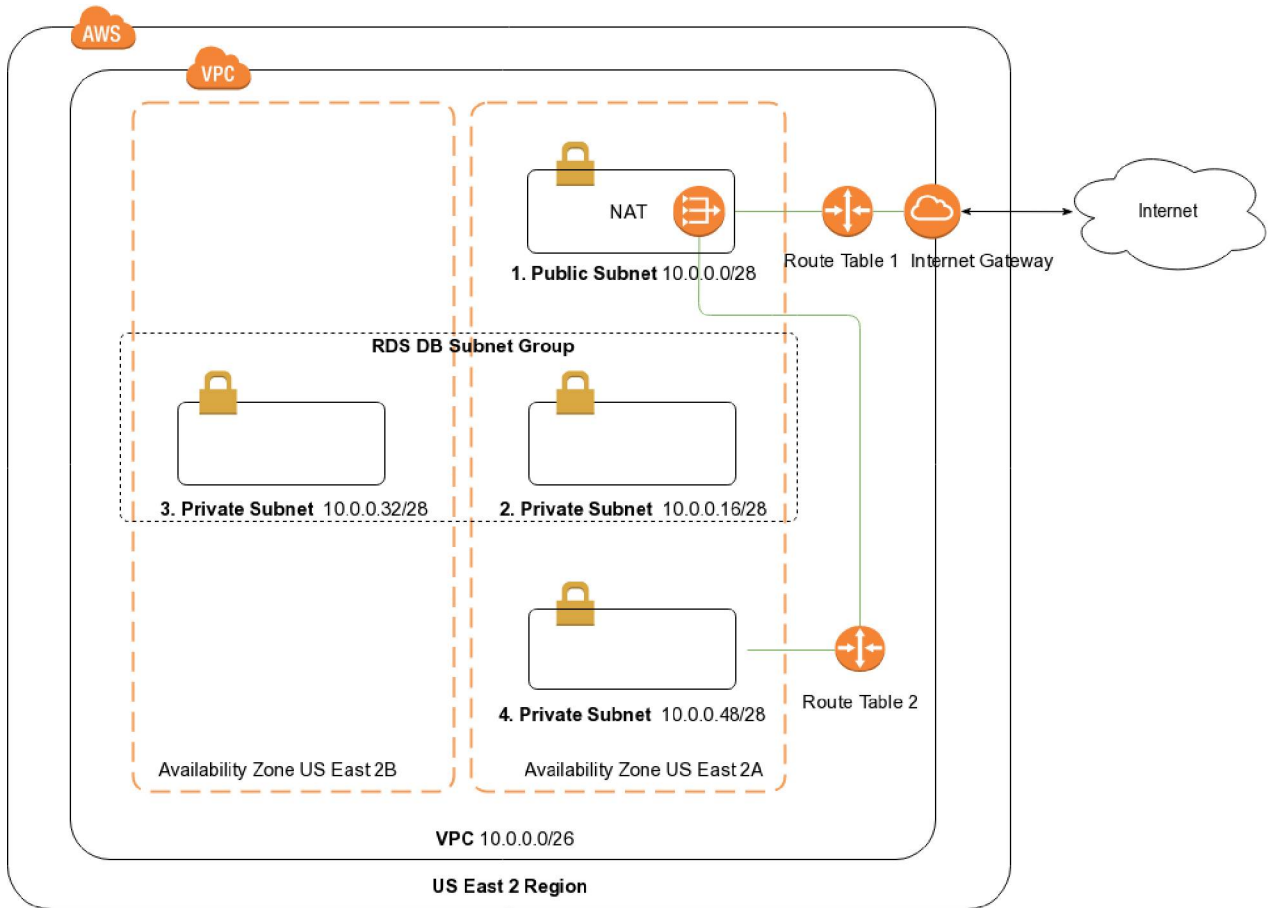 AWS
VPC
NAT
Internet
Route Table 1
Internet Gateway
1. Public Subnet 10.0.0.0/28
RDS DB Subnet Group
3. Private Subnet 10.0.0.32/28
2. Private Subnet 10.0.0.16/28
Route Table 2
4. Private Subnet 10.0.0.48/28
Availability Zone US East 2B
Availability Zone US East 2A
VPC 10.0.0.0/26
US East 2 Region